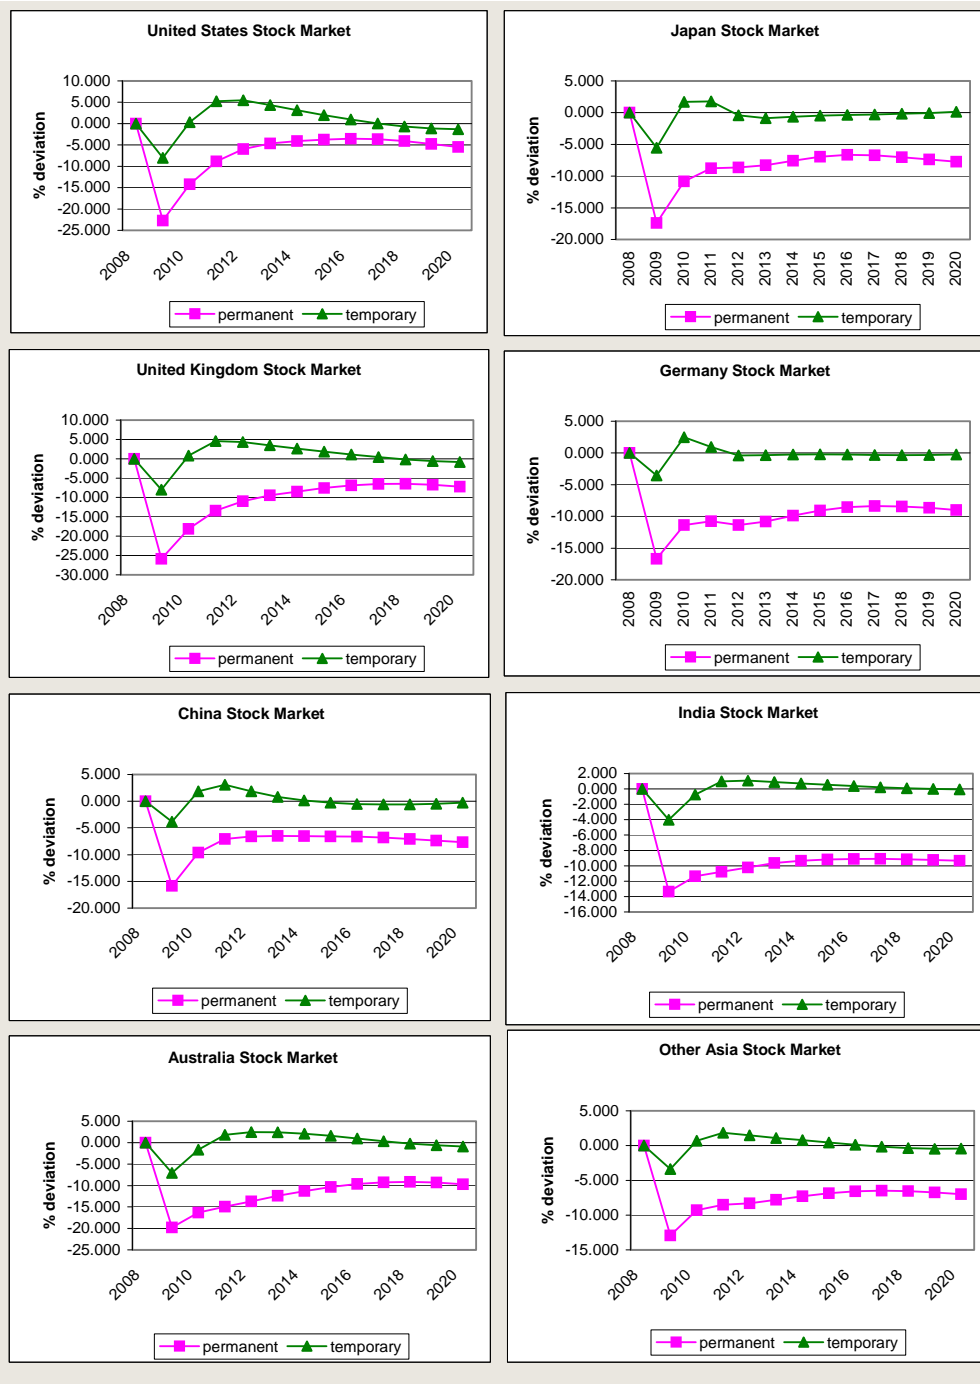 United States Stock Market
% deviation
10.000
5.000
0.000
-5.000
-10.000
-15.000
-20.000
-25.000
2008 2010 2012 2014 2016 2018 2020
permanent temporary
Japan Stock Market
% deviation
5.000
0.000
-5.000
-10.000
-15.000
-20.000
2008 2009 2010 2011 2012 2013 2014 2015 2016 2017 2018 2019 2020
permanent temporary
United Kingdom Stock Market
% deviation
10.000
5.000
0.000
-5.000
-10.000
-15.000
-20.000
-25.000
-30.000
2008 2010 2012 2014 2016 2018 2020
permanent temporary
Germany Stock Market
% deviation
5.000
0.000
-5.000
-10.000
-15.000
-20.000
2008 2009 2010 2011 2012 2013 2014 2015 2016 2017 2018 2019 2020
permanent temporary
China Stock Market
% deviation
5.000
0.000
-5.000
-10.000
-15.000
-20.000
2008 2010 2012 2014 2016 2018 2020
permanent temporary
India Stock Market
% deviation
2.000
0.000
-2.000
-4.000
-6.000
-8.000
-10.000
-12.000
-14.000
-16.000
2008 2010 2012 2014 2016 2018 2020
permanent temporary
Australia Stock Market
% deviation
5.000
0.000
-5.000
-10.000
-15.000
-20.000
-25.000
2008 2010 2012 2014 2016 2018 2020
permanent temporary
Other Asia Stock Market
% deviation
5.000
0.000
-5.000
-10.000
-15.000
2008 2010 2012 2014 2016 2018 2020
permanent temporary